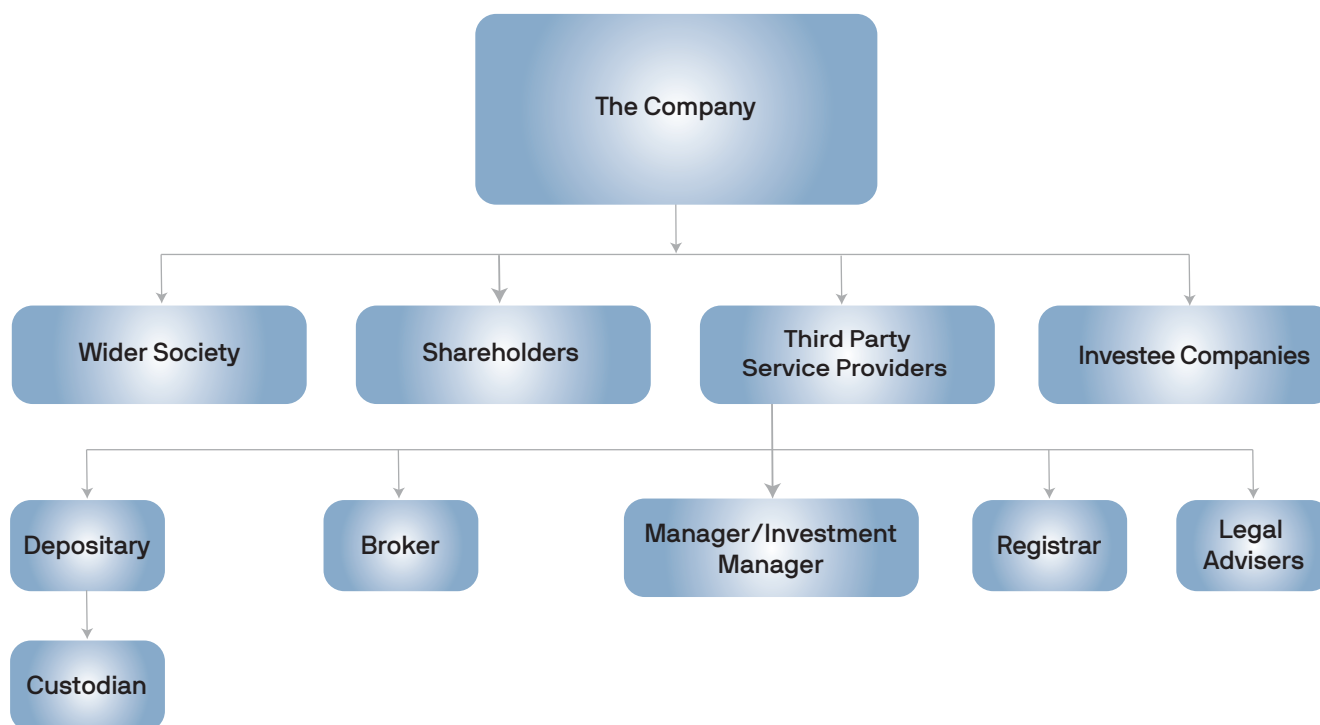 The Company
Wider Society
Shareholders
Third Party
Service Providers
Investee Companies
Depositary
Broker
Manager/Investment
Manager
Registrar
Legal
Advisers
Custodian